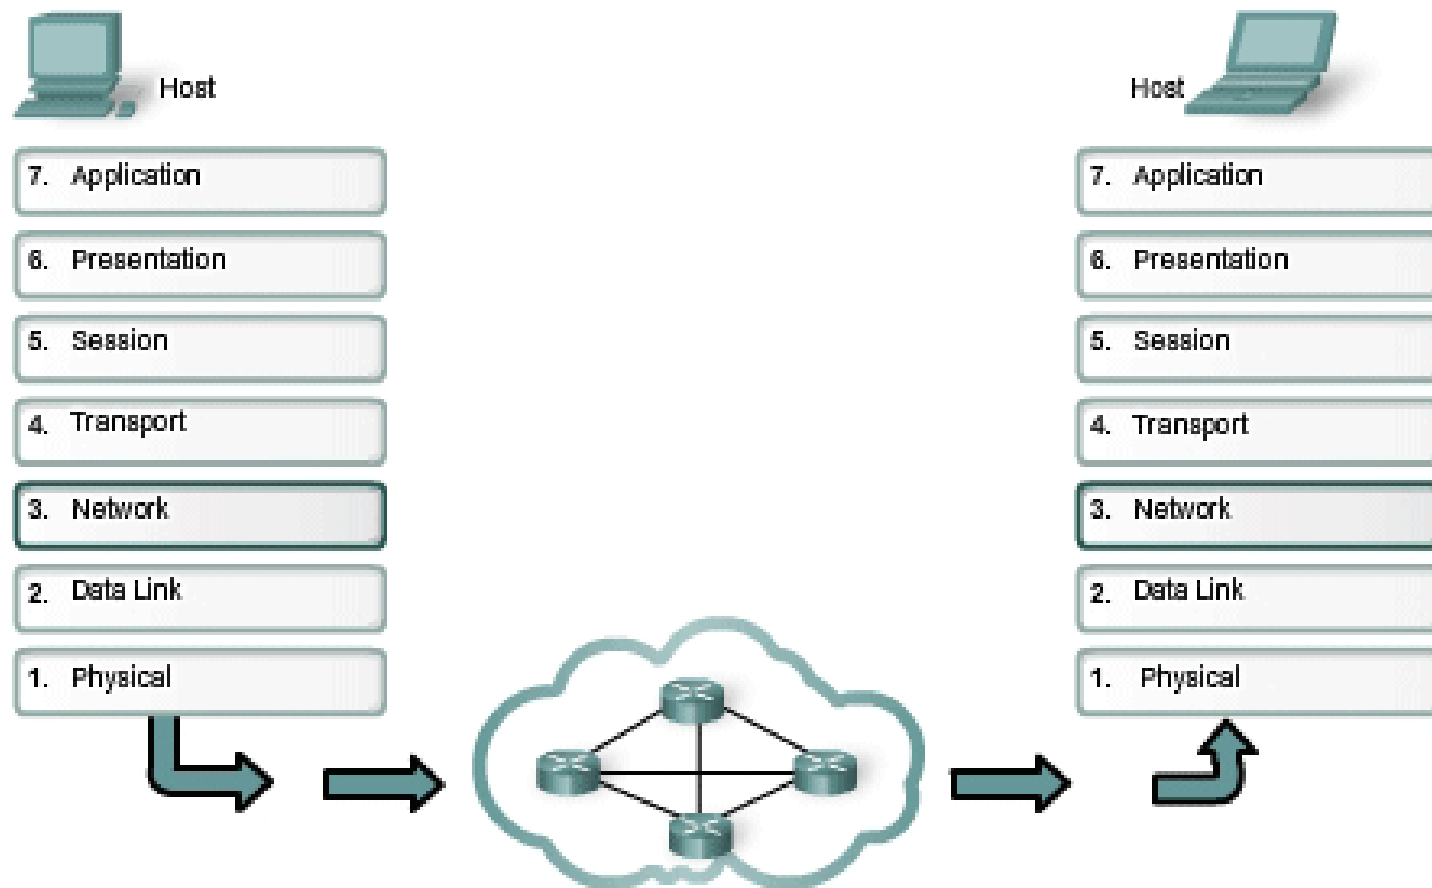 Host
7. Application
6. Presentation
5. Session
4. Transport
3. Network
2. Data Link
1. Physical
Host
7. Application
6. Presentation
5. Session
4. Transport
3. Network
2. Data Link
1. Physical